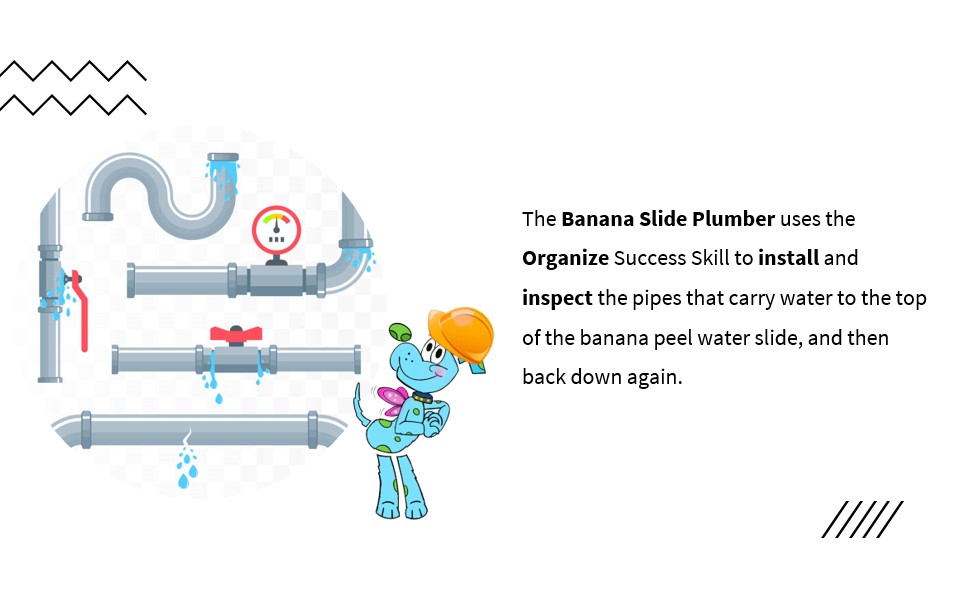 The Banana Slide Plumber uses the
Organize Success Skill to install and
inspect the pipes that carry water to the top
of the banana peel water slide, and then
back down again.